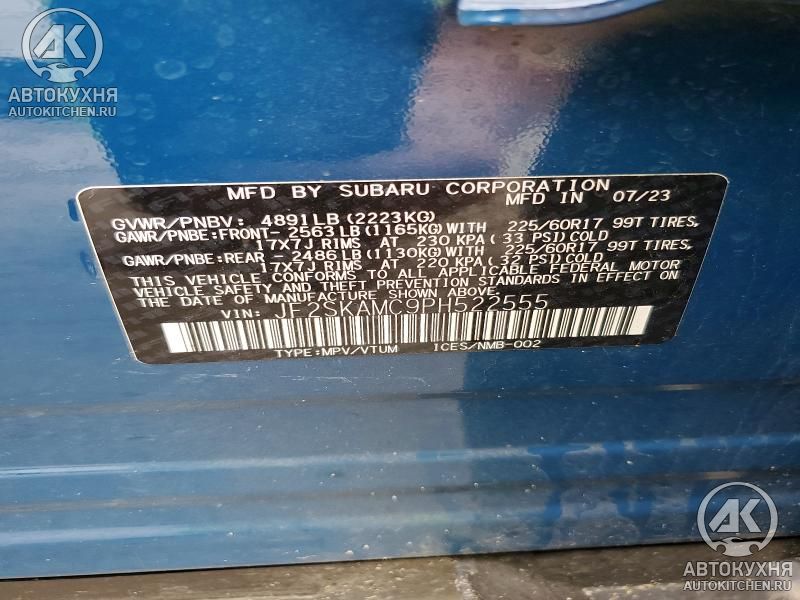 АК
АВТОКУХНЯ
AUTOKITCHEN.RU
MFD BY SUBARU CORPORATION
MFD IN 07/23
GVWR/PNBV: 4891LB(2223KG)
GAWR/PNBE:FRONT- 2563LB(1165KG)WITH 225/60R17 99T TIRES,
17X7J RIMS AT 230 KPA(33 PSI)COLD
GAWR/PNBE:REAR - 2486LB(1130KG)WITH 225/60R17 99T TIRES,
17X7J RIMS AT 220 KPA(32 PSI)COLD
THIS VEHICLE CONFORMS TO ALL APPLICABLE FEDERAL MOTOR
VEHICLE SAFETY AND THEFT PREVENTION STANDARDS IN EFFECT ON
THE DATE OF MANUFACTURE SHOWN ABOVE.
VIN: JF2SKAMC9PH522555
TYPE:MPV/VTUM ICES/NMB-002
АК
АВТОКУХНЯ
AUTOKITCHEN.RU